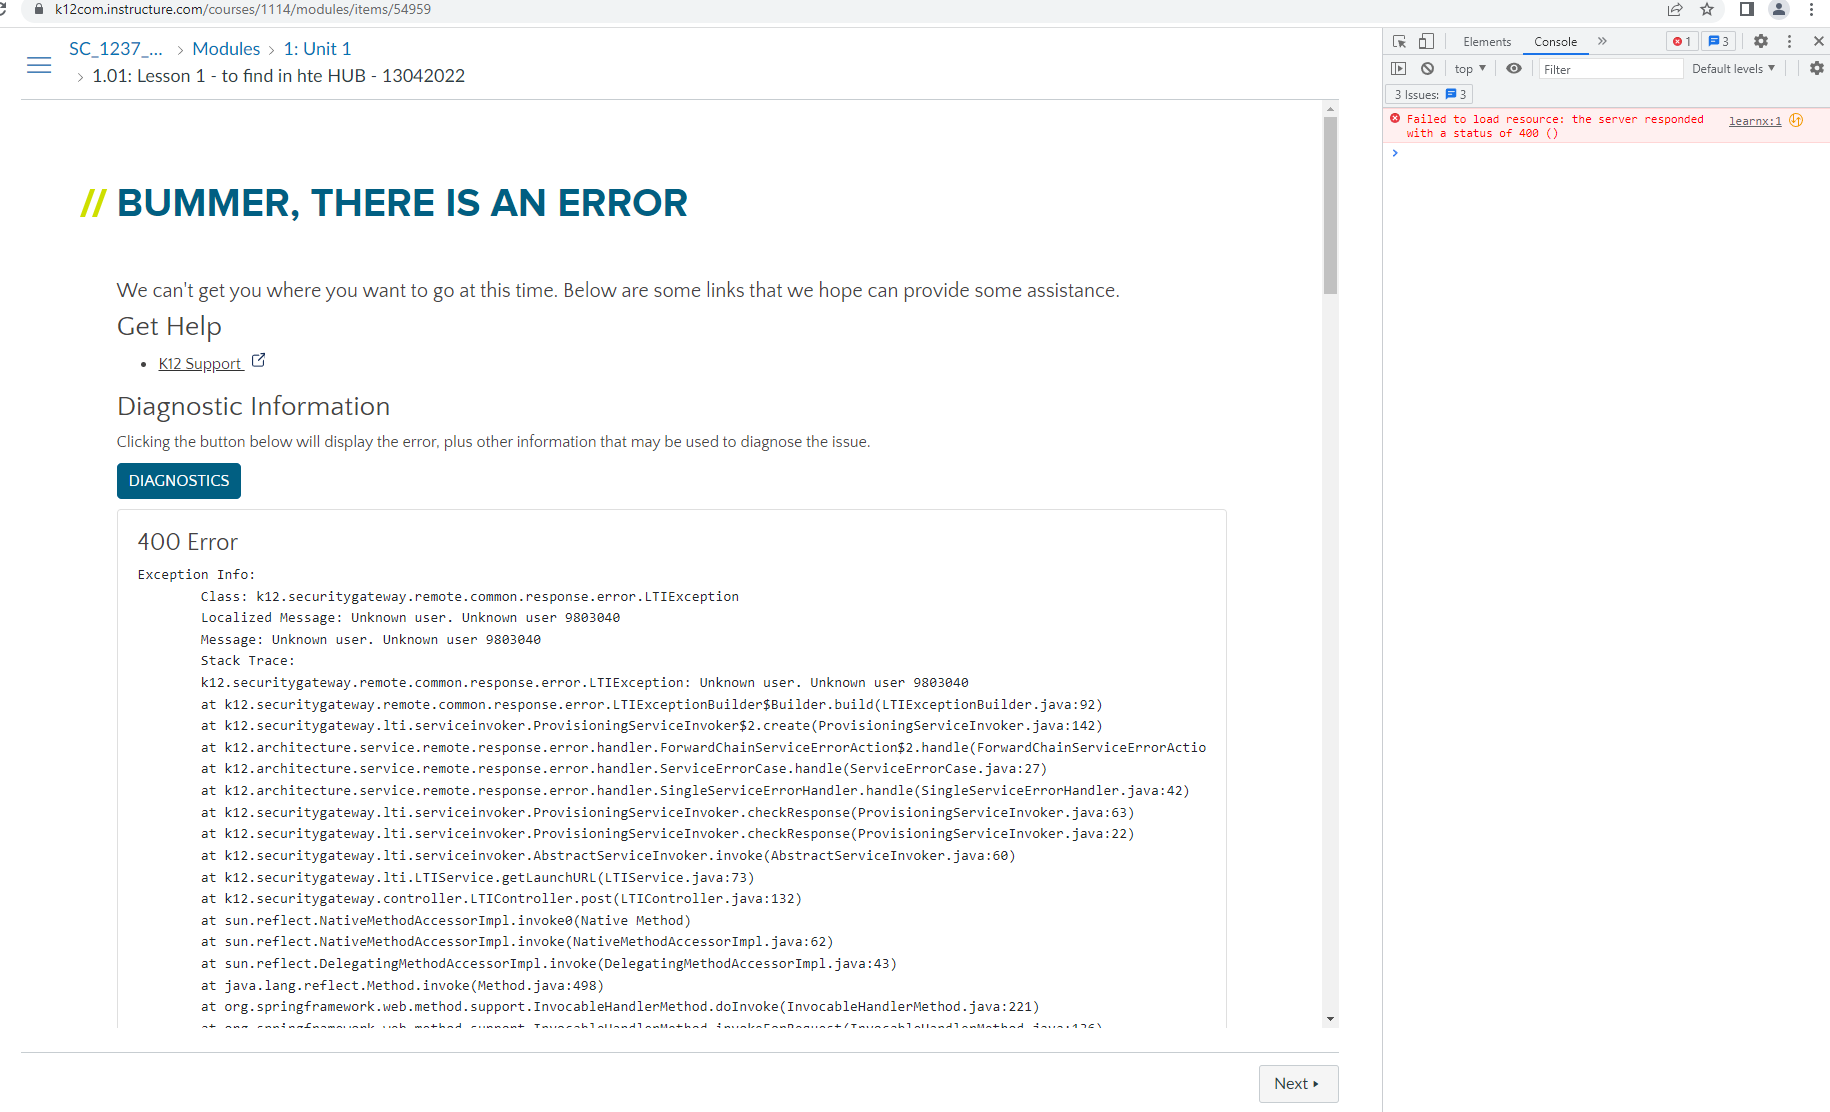 k12com.instructure.com/courses/1114/modules/items/54959
SC_1237_... > Modules > 1: Unit 1
> 1.01: Lesson 1 - to find in hte HUB - 13042022
// BUMMER, THERE IS AN ERROR
We can't get you where you want to go at this time. Below are some links that we hope can provide some assistance.
Get Help
• K12 Support
Diagnostic Information
Clicking the button below will display the error, plus other information that may be used to diagnose the issue.
DIAGNOSTICS
400 Error
Exception Info:
Class: k12.securitygateway.remote.common.response.error.LTIException
Localized Message: Unknown user. Unknown user 9803040
Message: Unknown user. Unknown user 9803040
Stack Trace:
k12.securitygateway.remote.common.response.error.LTIException: Unknown user. Unknown user 9803040
at k12.securitygateway.remote.common.response.error.LTIExceptionBuilder$Builder.build(LTIExceptionBuilder.java:92)
at k12.securitygateway.lti.serviceinvoker.ProvisioningServiceInvoker$2.create(ProvisioningServiceInvoker.java:142)
at k12.architecture.service.remote.response.error.handler.ForwardChainServiceErrorAction$2.handle(ForwardChainServiceErrorActio
at k12.architecture.service.remote.response.error.handler.ServiceErrorCase.handle(ServiceErrorCase.java:27)
at k12.architecture.service.remote.response.error.handler.SingleServiceErrorHandler.handle(SingleServiceErrorHandler.java:42)
at k12.securitygateway.lti.serviceinvoker.ProvisioningServiceInvoker.checkResponse(ProvisioningServiceInvoker.java:63)
at k12.securitygateway.lti.serviceinvoker.ProvisioningServiceInvoker.checkResponse(ProvisioningServiceInvoker.java:22)
at k12.securitygateway.lti.serviceinvoker.AbstractServiceInvoker.invoke(AbstractServiceInvoker.java:60)
at k12.securitygateway.lti.LTIService.getLaunchURL(LTIService.java:73)
at k12.securitygateway.controller.LTIController.post(LTIController.java:132)
at sun.reflect.NativeMethodAccessorImpl.invoke0(Native Method)
at sun.reflect.NativeMethodAccessorImpl.invoke(NativeMethodAccessorImpl.java:62)
at sun.reflect.DelegatingMethodAccessorImpl.invoke(DelegatingMethodAccessorImpl.java:43)
at java.lang.reflect.Method.invoke(Method.java:498)
at org.springframework.web.method.support.InvocableHandlerMethod.doInvoke(InvocableHandlerMethod.java:221)
at org.springframework.web.method.support.InvocableHandlerMethod.invokeForRequest(InvocableHandlerMethod.java:136)
Next
Elements Console » 1 3
top Filter Default levels
3 Issues: 3
Failed to load resource: the server responded learnx:1
with a status of 400 ()